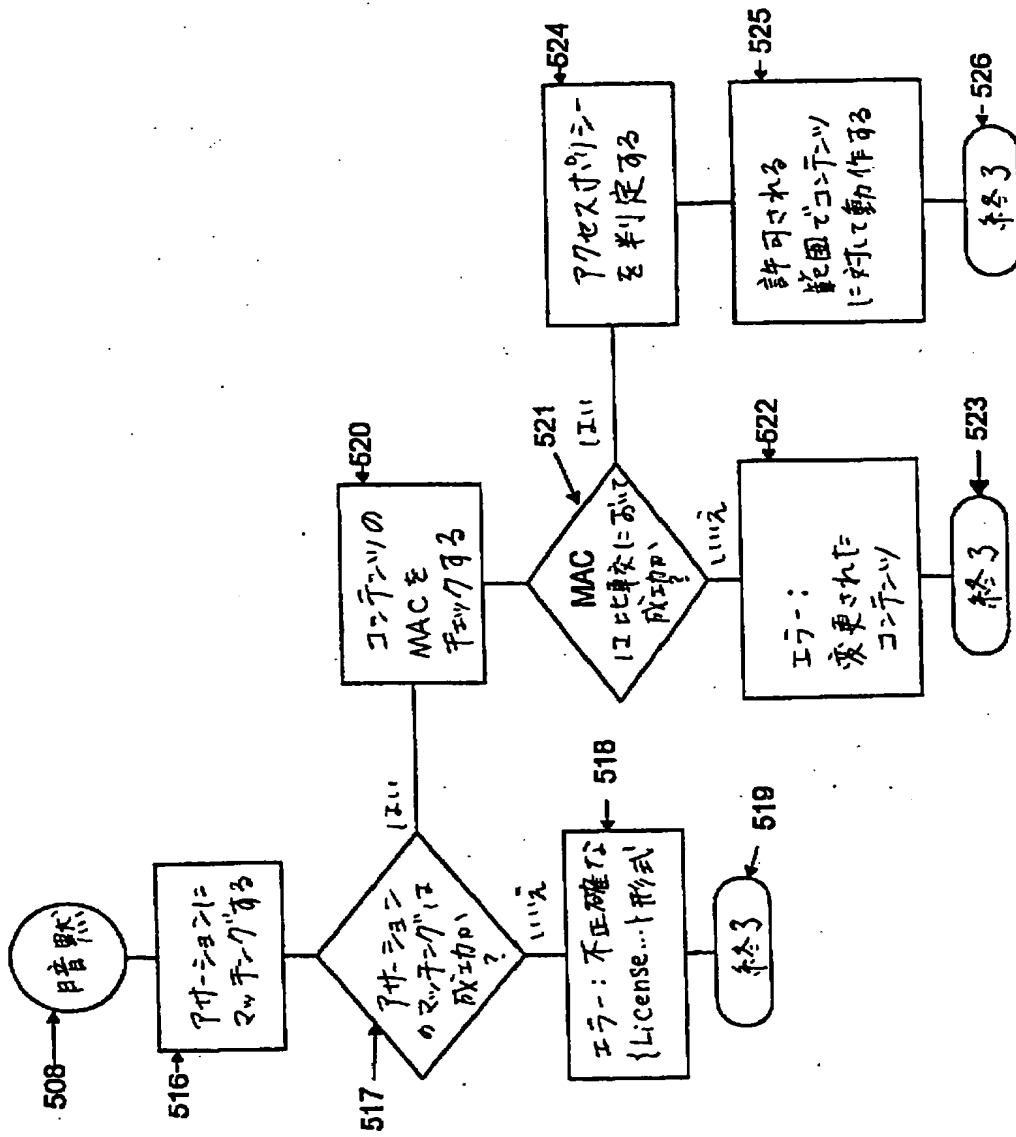 508
暗黙
516
アサーションに
マッチングする
517
アサーション
のマッチングは
成功か
?
はい
いいえ
518
エラー：不正確な
{License...}形式
519
終了
520
コンテンツの
MACを
チェックする
521
MAC
は比較において
成功か
?
はい
いいえ
522
エラー：
変更された
コンテンツ
523
終了
524
アクセスポリシー
を判定する
525
許可される
範囲でコンテンツ
に対して動作する
526
終了